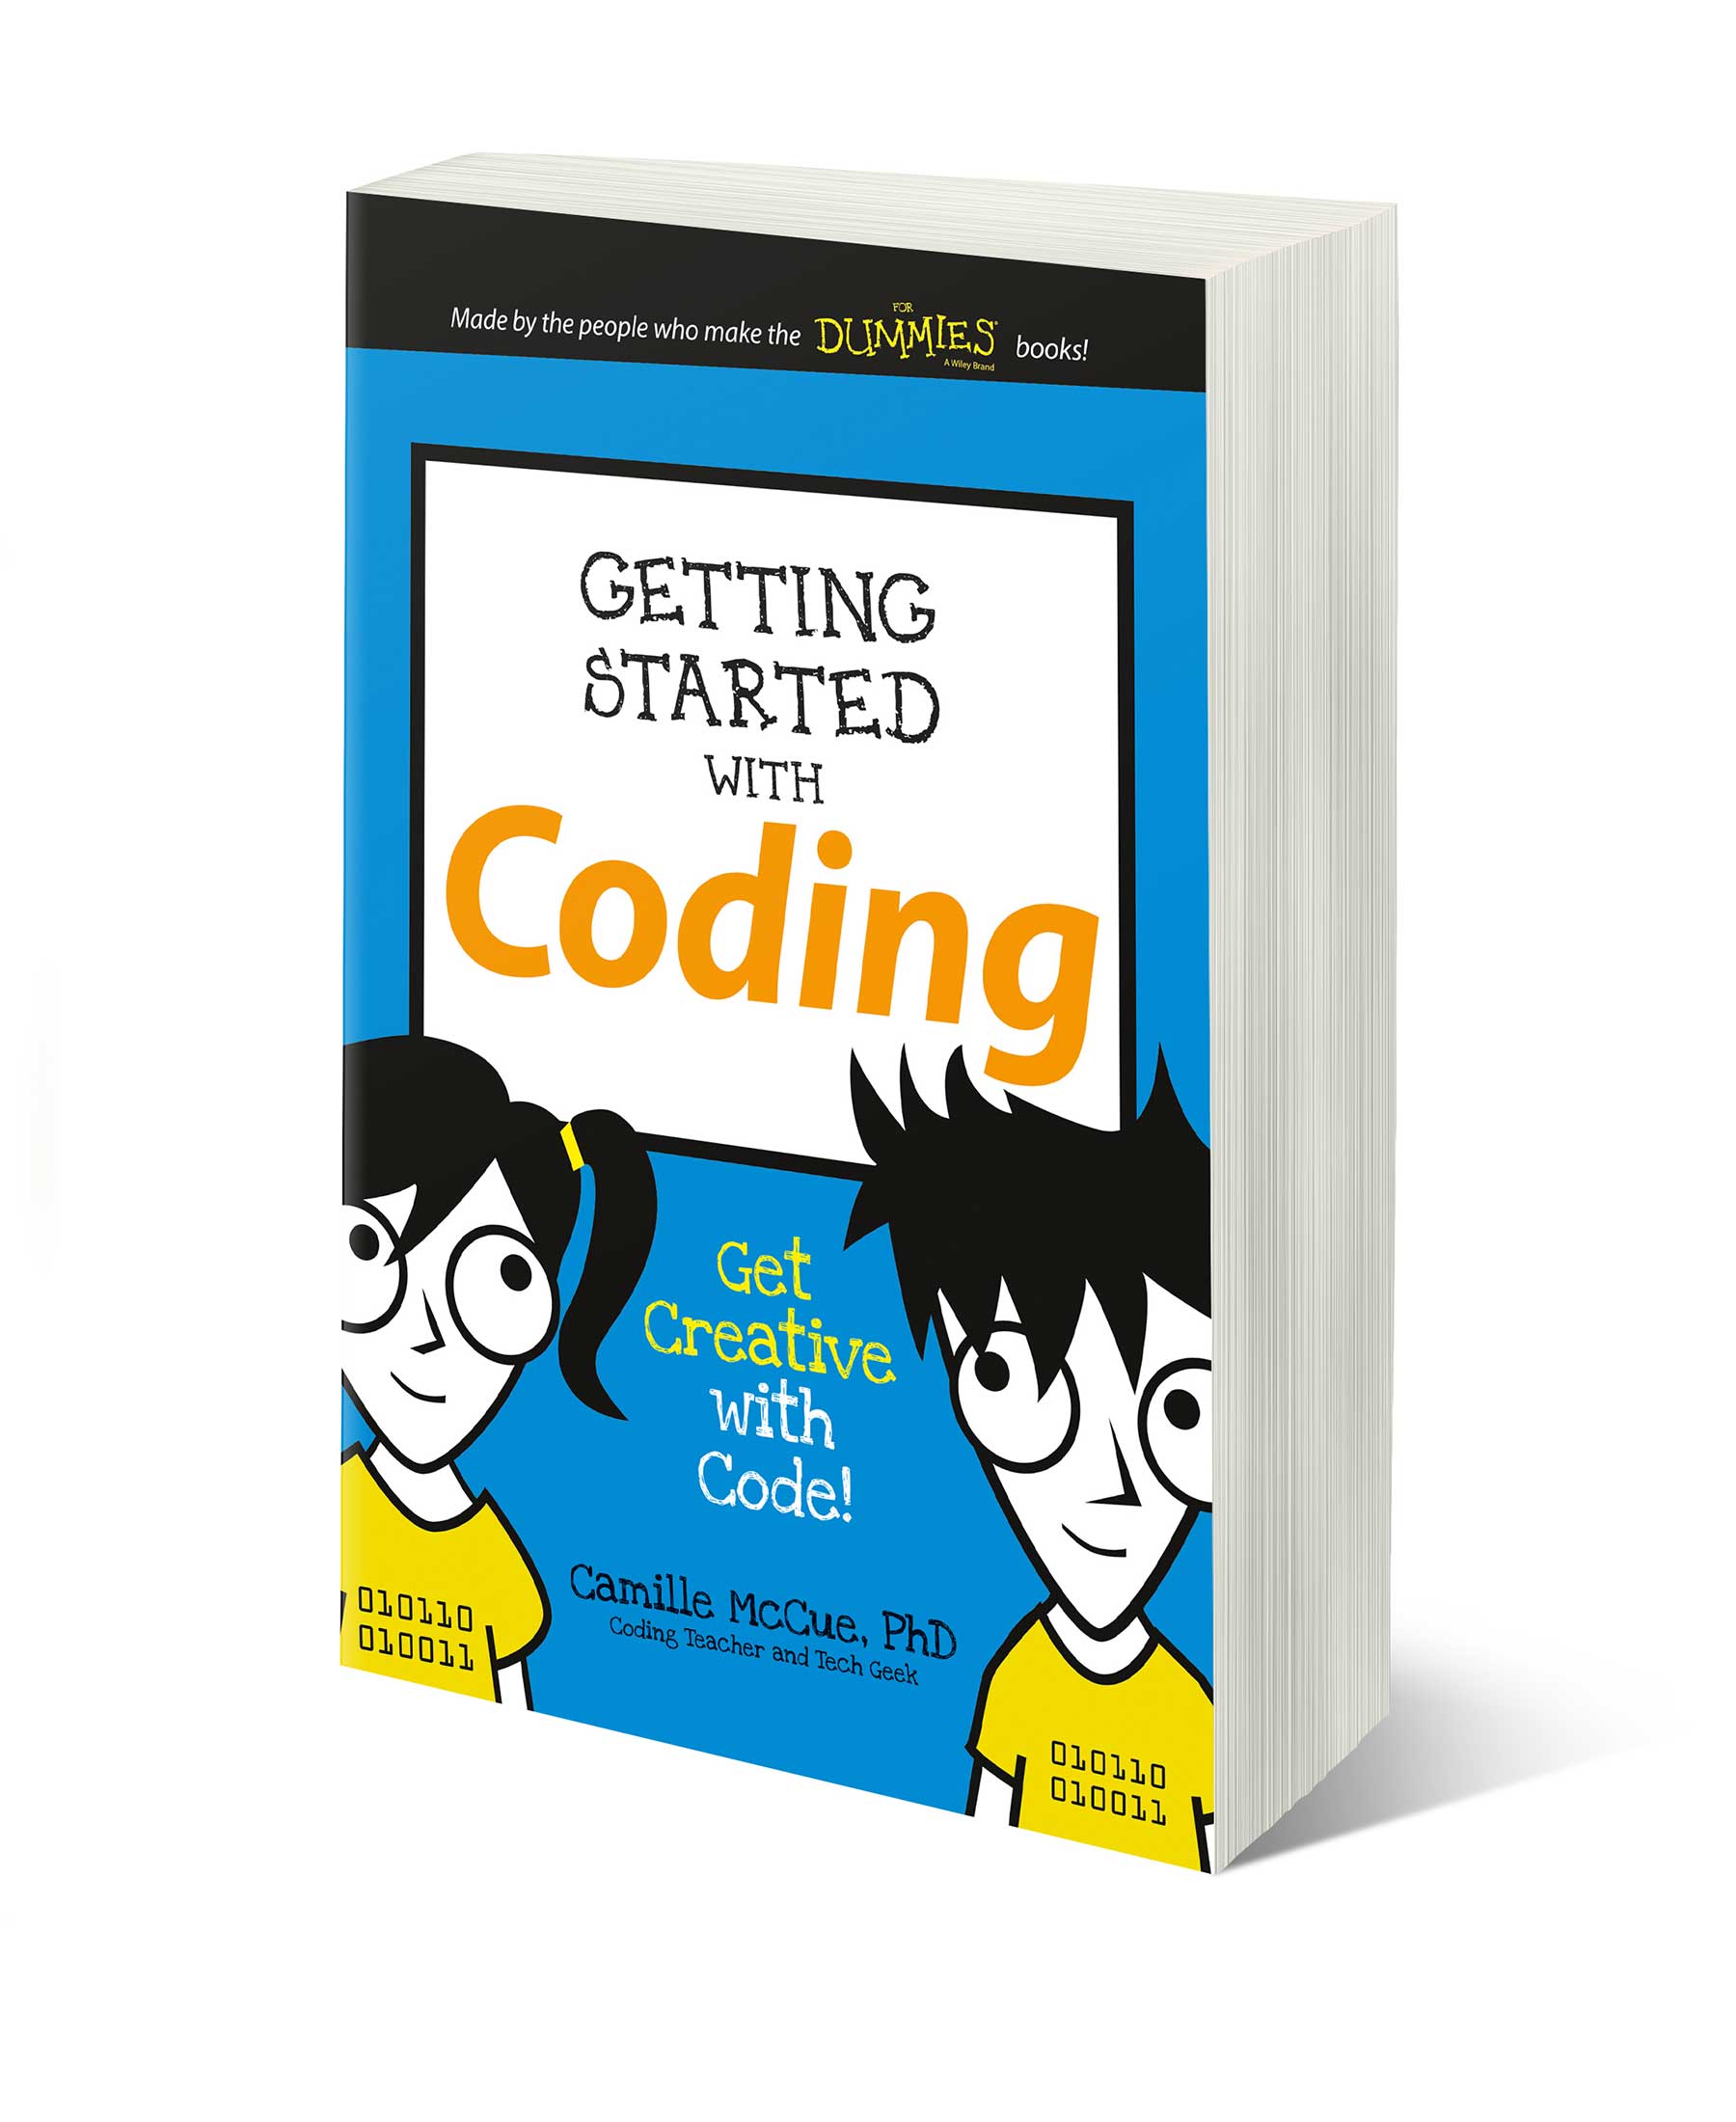 Made by the people who make the FOR DUMMIES® books!
A Wiley Brand
GETTING
STARTED
WITH
Coding
Get
Creative
with
Code!
Camille McCue, PhD
Coding Teacher and Tech Geek
010110
010011
010110
010011